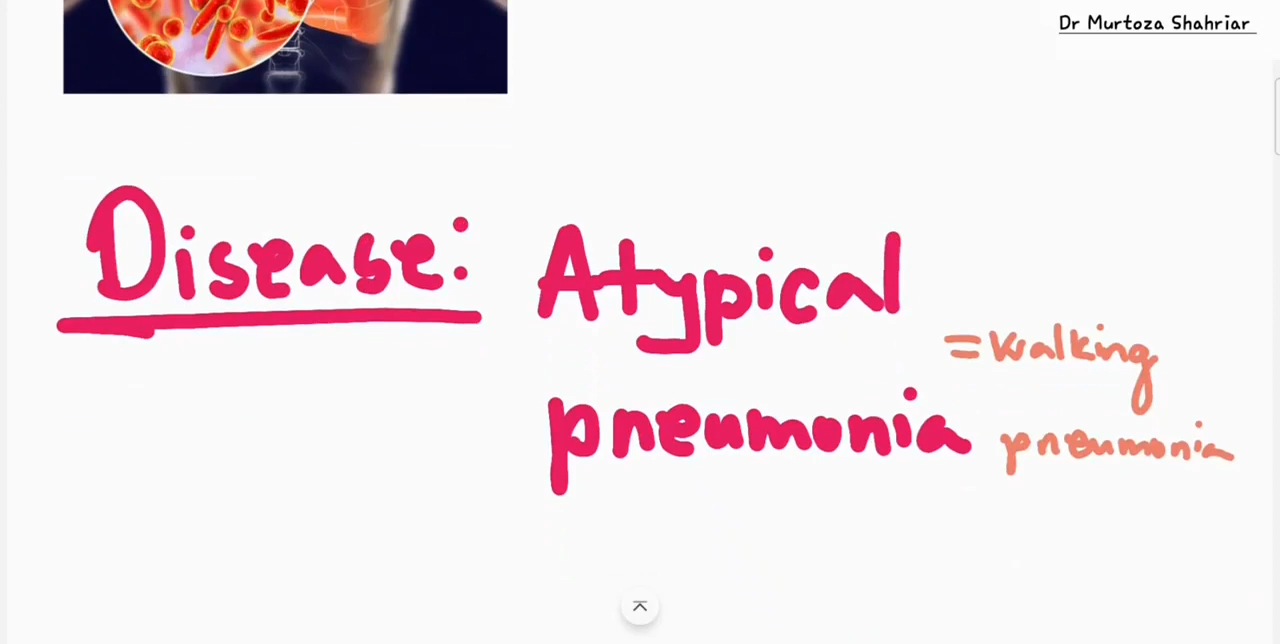 Dr Murtoza Shahriar
Disease: Atypical
= walking
pneumonia pneumonia